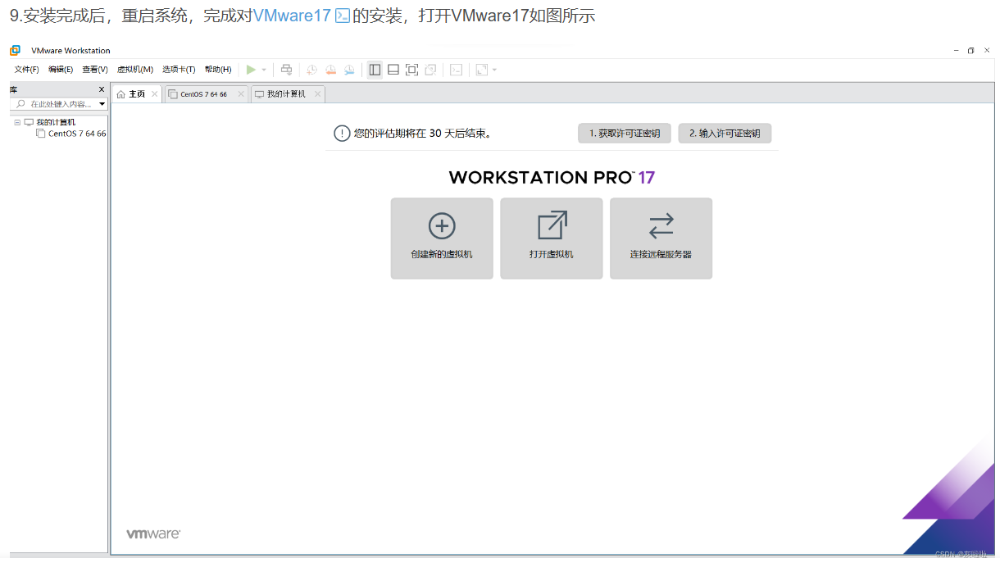 9.安装完成后，重启系统，完成对VMware17的安装，打开VMware17如图所示
VMware Workstation
文件(F) 编辑(E) 查看(V) 虚拟机(M) 选项卡(T) 帮助(H)
库
在此处键入内容...
我的计算机
CentOS 7 64 66
主页 CentOS 7 64 66 我的计算机
您的评估期将在 30 天后结束。 1. 获取许可证密钥 2. 输入许可证密钥
WORKSTATION PRO™ 17
创建新的虚拟机 打开虚拟机 连接远程服务器
vmware